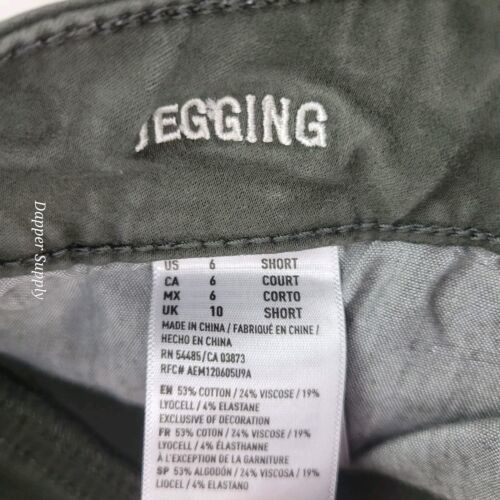 JEGGING
Dapper Supply
US 6 SHORT
CA 6 COURT
MX 6 CORTO
UK 10 SHORT
MADE IN CHINA / FABRIQUÉ EN CHINE /
HECHO EN CHINA
RN 54485/CA 03873
RFC# AEM120605U9A
EN 53% COTTON / 24% VISCOSE / 19%
LYOCELL / 4% ELASTANE
EXCLUSIVE OF DECORATION
FR 53% COTON / 24% VISCOSE / 19%
LYOCELL / 4% ÉLASTHANNE
EXCLUSION DE LA GARNITURE
SP 53% ALGODÓN / 24% VISCOSA / 19%
LIOCEL / 4% ELASTANO